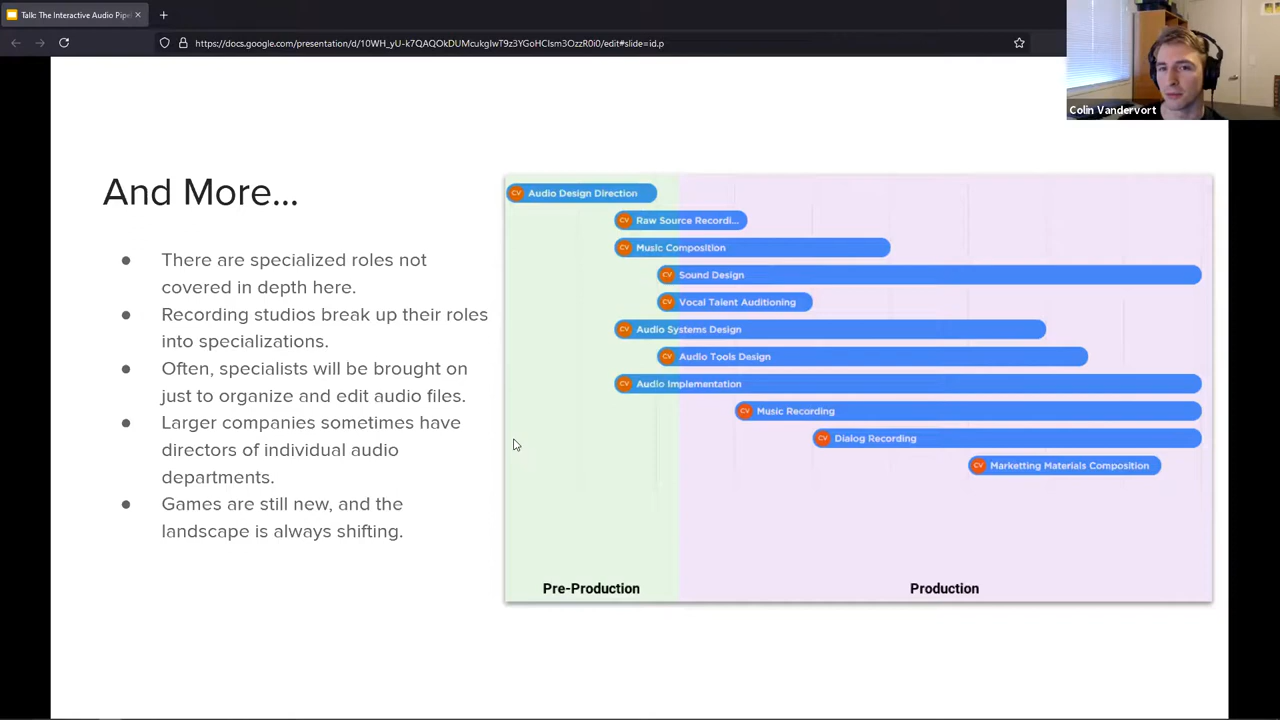 Talk: The Interactive Audio Pipe
https://docs.google.com/presentation/d/10WH_yU-k7QAQOkDUMcukgIwT9z3YGoHCIsm3OzzR0i0/edit#slide=id.p
Colin Vandervort
And More...
● There are specialized roles not
covered in depth here.
● Recording studios break up their roles
into specializations.
● Often, specialists will be brought on
just to organize and edit audio files.
● Larger companies sometimes have
directors of individual audio
departments.
● Games are still new, and the
landscape is always shifting.
CV Audio Design Direction
CV Raw Source Recordi...
CV Music Composition
CV Sound Design
CV Vocal Talent Auditioning
CV Audio Systems Design
CV Audio Tools Design
CV Audio Implementation
CV Music Recording
CV Dialog Recording
CV Marketting Materials Composition
Pre-Production
Production